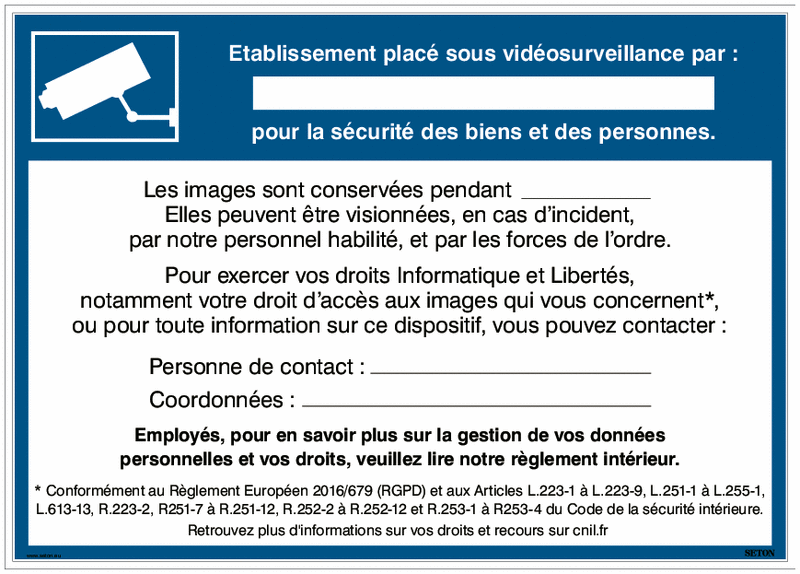 Etablissement placé sous vidéosurveillance par :
pour la sécurité des biens et des personnes.
Les images sont conservées pendant
Elles peuvent être visionnées, en cas d'incident,
par notre personnel habilité, et par les forces de l'ordre.
Pour exercer vos droits Informatique et Libertés,
notamment votre droit d'accès aux images qui vous concernent*,
ou pour toute information sur ce dispositif, vous pouvez contacter :
Personne de contact :
Coordonnées :
Employés, pour en savoir plus sur la gestion de vos données
personnelles et vos droits, veuillez lire notre règlement intérieur.
* Conformément au Règlement Européen 2016/679 (RGPD) et aux Articles L.223-1 à L.223-9, L.251-1 à L.255-1,
L.613-13, R.223-2, R251-7 à R.251-12, R.252-2 à R.252-12 et R.253-1 à R253-4 du Code de la sécurité intérieure.
Retrouvez plus d'informations sur vos droits et recours sur cnil.fr
SETON